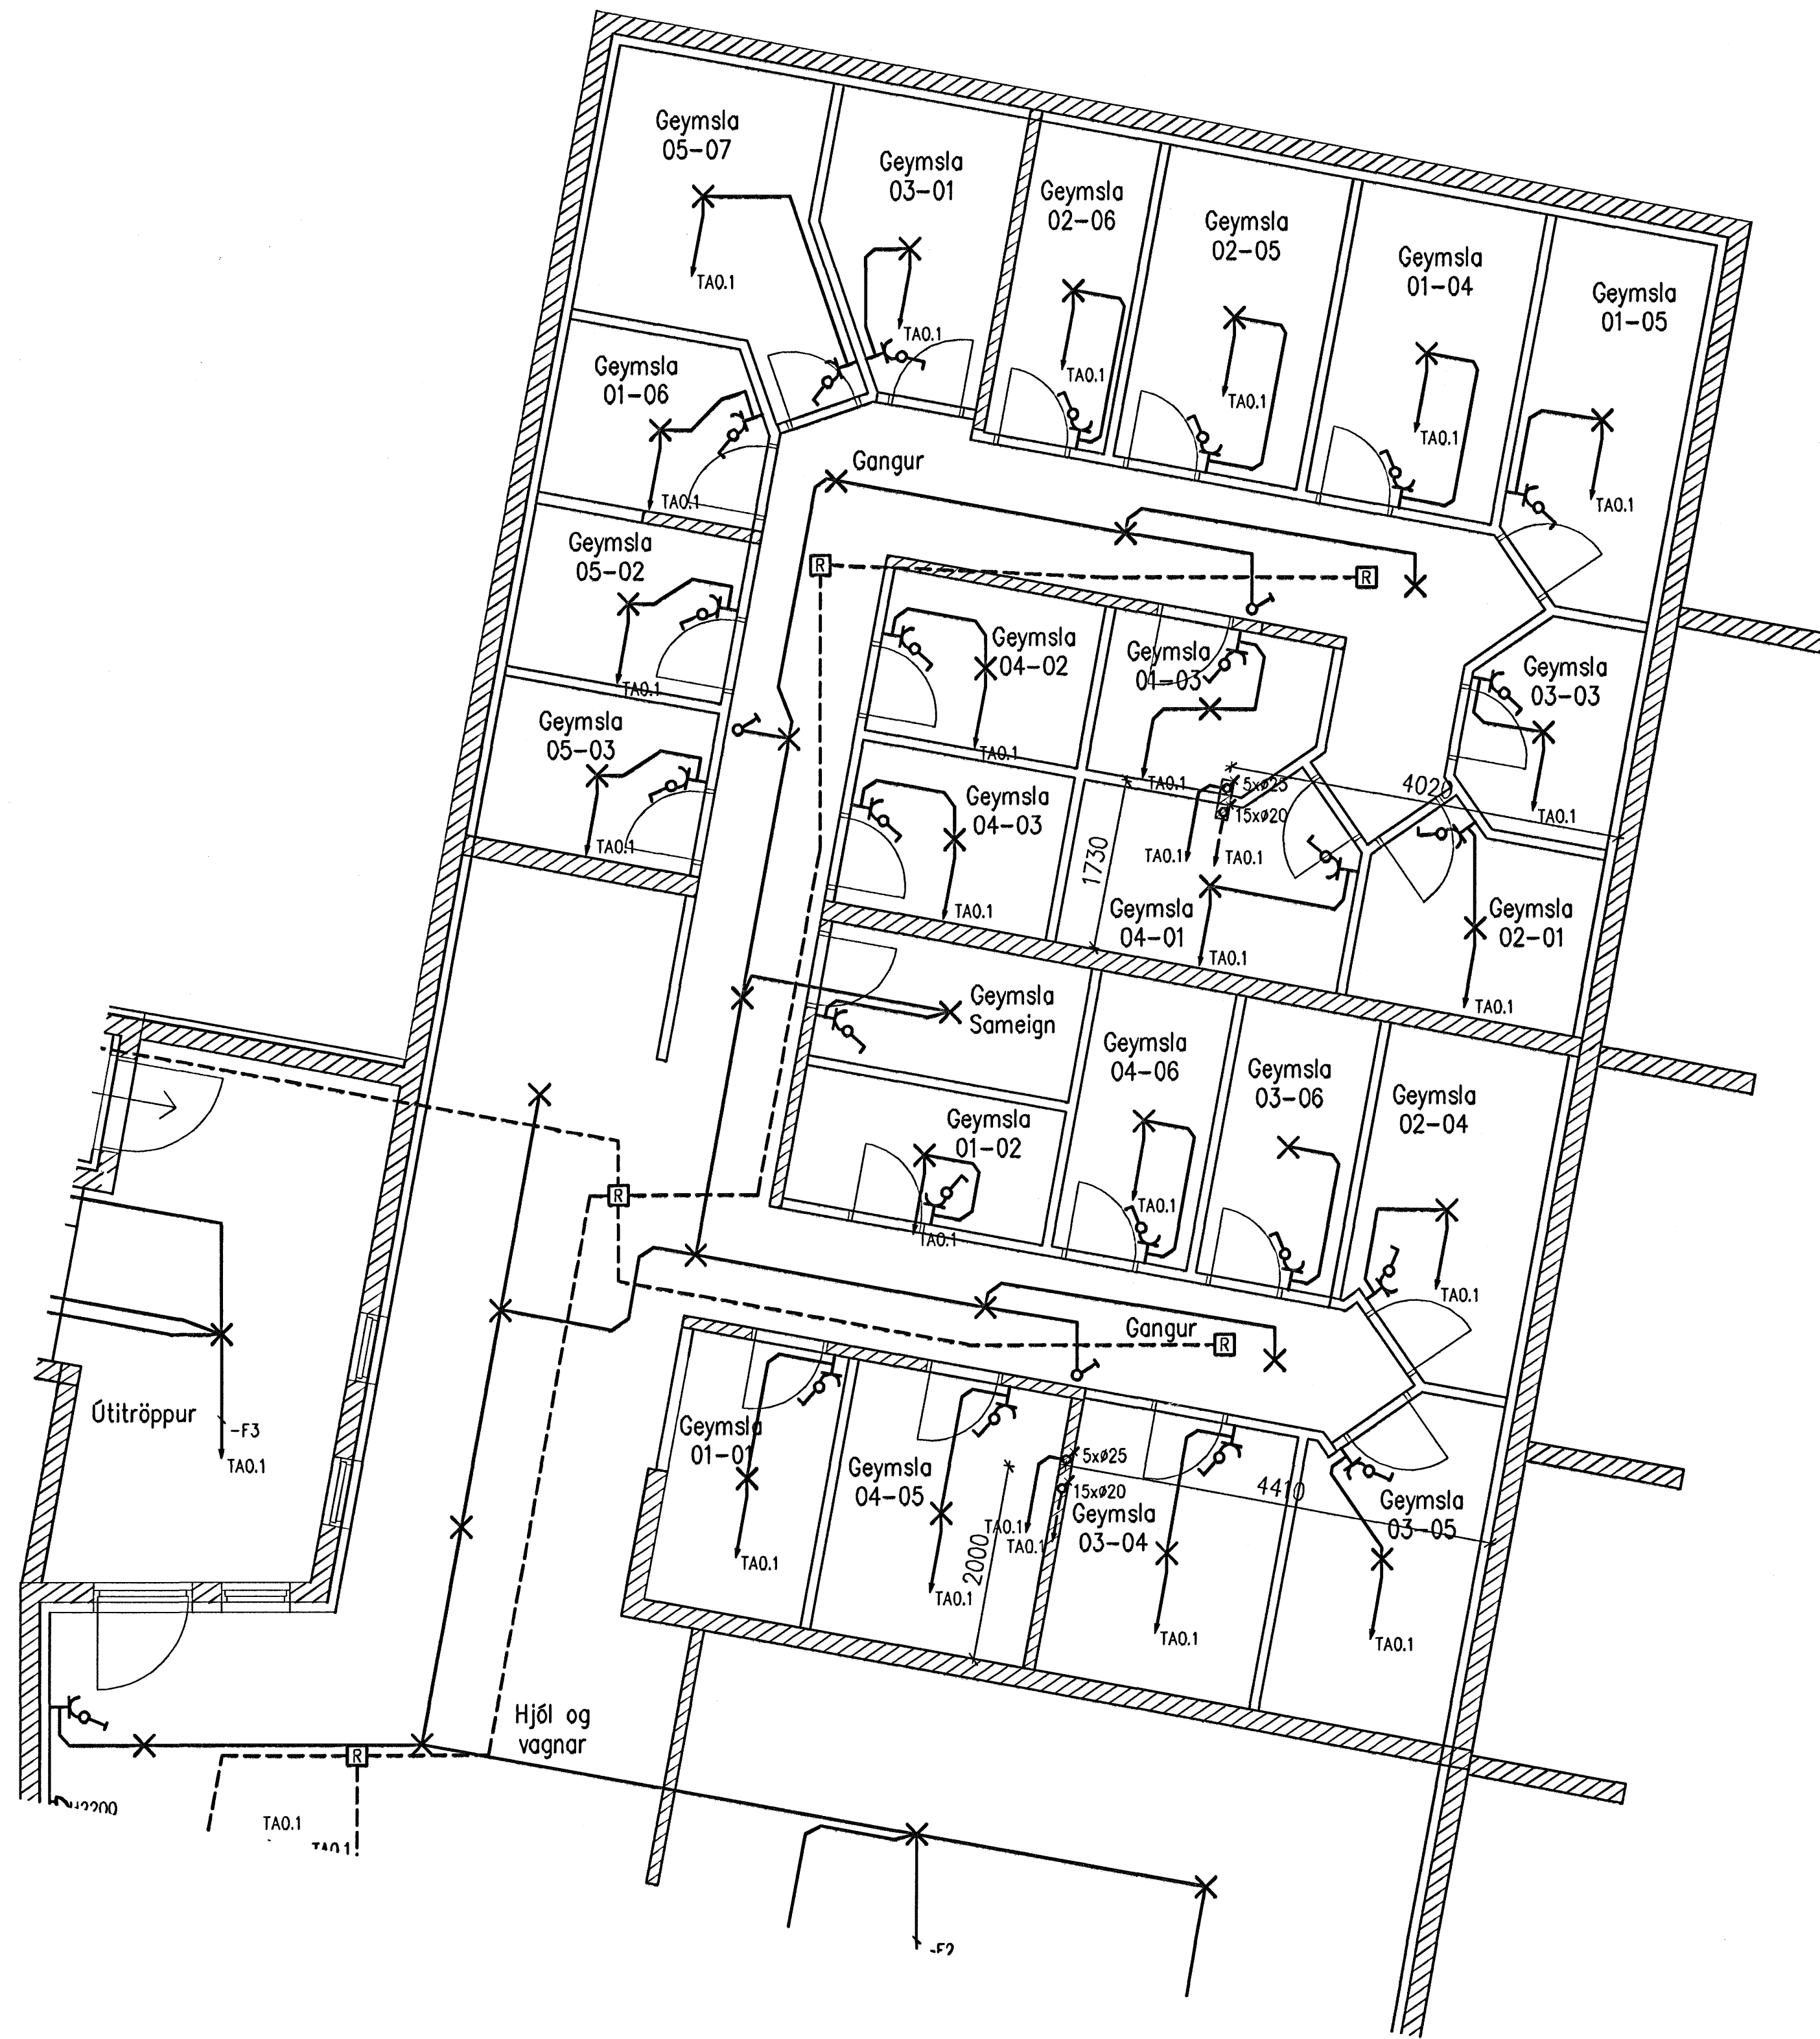 Geymsla
05-07
TA0.1
Geymsla
03-01
TA0.1
Geymsla
02-06
TA0.1
Geymsla
02-05
TA0.1
Geymsla
01-04
TA0.1
Geymsla
01-05
TA0.1
Geymsla
01-06
TA0.1
Gangur
Geymsla
05-02
TA0.1
R
R
Geymsla
04-02
TA0.1
Geymsla
01-03
TA0.1
Geymsla
03-03
TA0.1
Geymsla
05-03
TA0.1
Geymsla
04-03
TA0.1
5xø25
15xø20
4020
1730
TA0.1
TA0.1
Geymsla
04-01
TA0.1
Geymsla
02-01
TA0.1
Geymsla
Sameign
Geymsla
04-06
TA0.1
Geymsla
03-06
Geymsla
02-04
TA0.1
Geymsla
01-02
TA0.1
R
Gangur
R
Útitröppur
-F3
TA0.1
Geymsla
01-01
TA0.1
Geymsla
04-05
TA0.1
5xø25
15xø20
4410
2000
TA0.1
TA0.1
Geymsla
03-04
TA0.1
Geymsla
03-05
TA0.1
Hjól og
vagnar
R
H2200
TA0.1
TA0.1
-F2